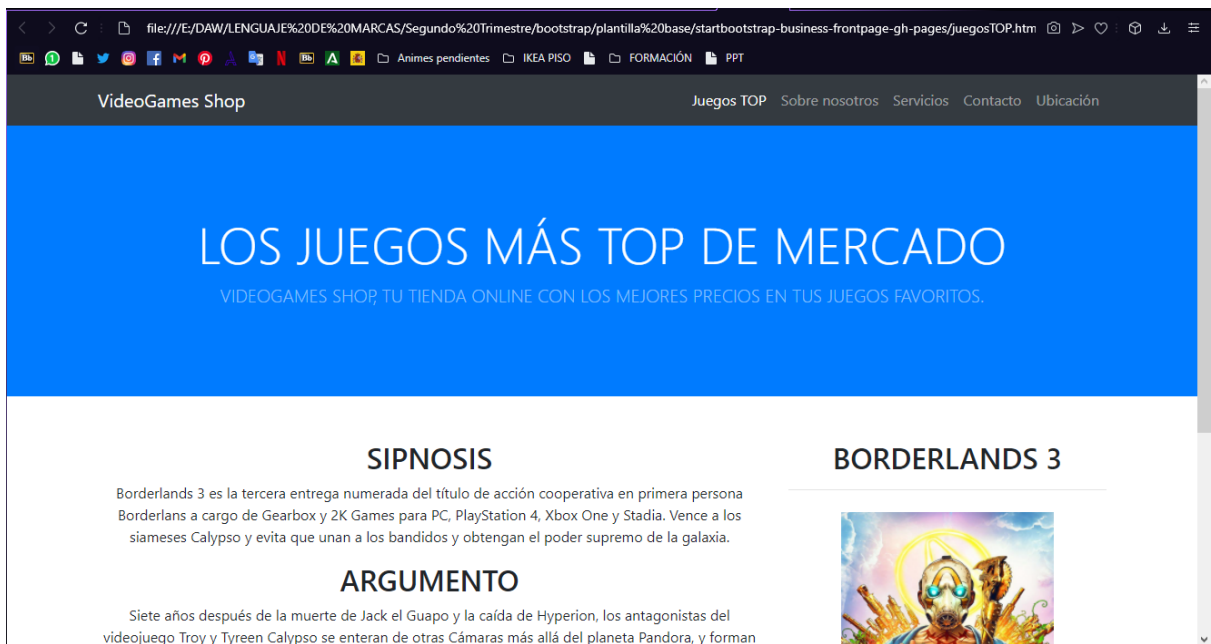 file:///E:/DAW/LENGUAJE%20DE%20MARCAS/Segundo%20Trimestre/bootstrap/plantilla%20base/startbootstrap-business-frontpage-gh-pages/juegosTOP.htm
Bb 1 Bb A Animes pendientes IKEA PISO FORMACIÓN PPT
VideoGames Shop Juegos TOP Sobre nosotros Servicios Contacto Ubicación
LOS JUEGOS MÁS TOP DE MERCADO
VIDEOGAMES SHOP, TU TIENDA ONLINE CON LOS MEJORES PRECIOS EN TUS JUEGOS FAVORITOS.
SIPNOSIS
Borderlands 3 es la tercera entrega numerada del título de acción cooperativa en primera persona
Borderlans a cargo de Gearbox y 2K Games para PC, PlayStation 4, Xbox One y Stadia. Vence a los
siameses Calypso y evita que unan a los bandidos y obtengan el poder supremo de la galaxia.
ARGUMENTO
Siete años después de la muerte de Jack el Guapo y la caída de Hyperion, los antagonistas del
videojuego Troy y Tyreen Calypso se enteran de otras Cámaras más allá del planeta Pandora, y forman
BORDERLANDS 3